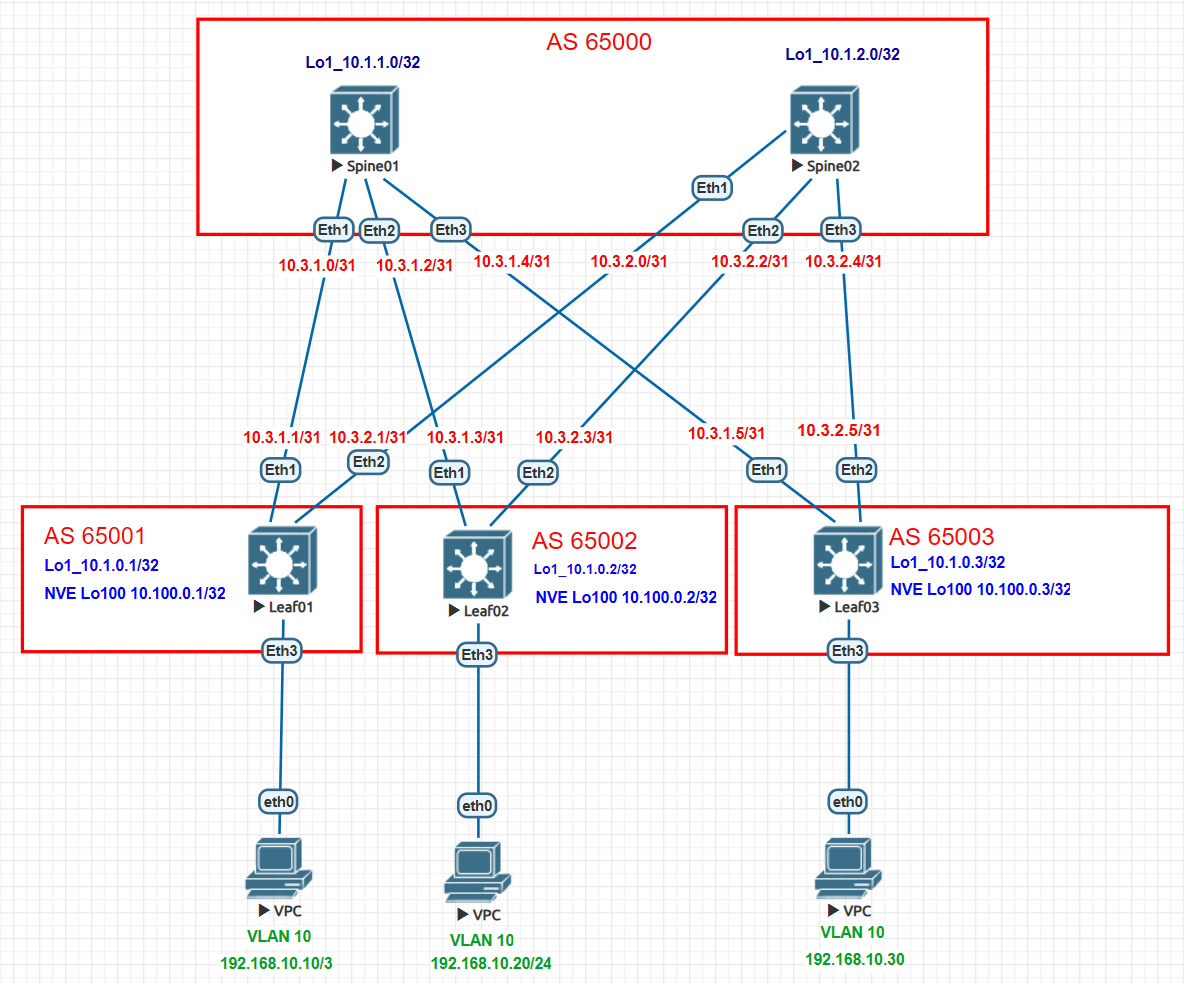 AS 65000
Lo1_10.1.1.0/32
Lo1_10.1.2.0/32
Spine01
Spine02
Eth1
Eth1
Eth2
Eth3
Eth2
Eth3
10.3.1.0/31
10.3.1.2/31
10.3.1.4/31
10.3.2.0/31
10.3.2.2/31
10.3.2.4/31
10.3.1.1/31
10.3.2.1/31
10.3.1.3/31
10.3.2.3/31
10.3.1.5/31
10.3.2.5/31
Eth1
Eth2
Eth1
Eth2
Eth1
Eth2
AS 65001
Lo1_10.1.0.1/32
NVE Lo100 10.100.0.1/32
Leaf01
AS 65002
Lo1_10.1.0.2/32
NVE Lo100 10.100.0.2/32
Leaf02
AS 65003
Lo1_10.1.0.3/32
NVE Lo100 10.100.0.3/32
Leaf03
Eth3
Eth3
Eth3
eth0
eth0
eth0
VPC
VLAN 10
192.168.10.10/3
VPC
VLAN 10
192.168.10.20/24
VPC
VLAN 10
192.168.10.30